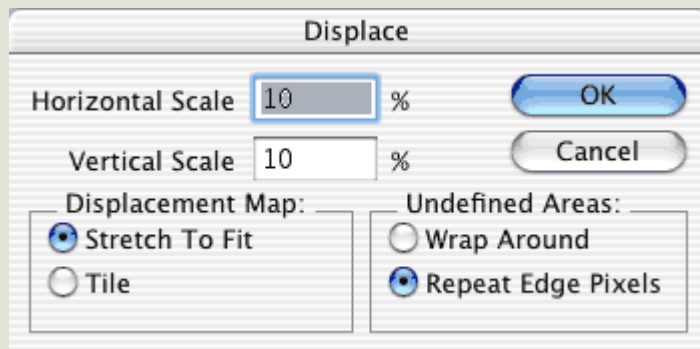 Displace
Horizontal Scale 10 % OK
Vertical Scale 10 % Cancel
Displacement Map:
Stretch To Fit
Tile
Undefined Areas:
Wrap Around
Repeat Edge Pixels